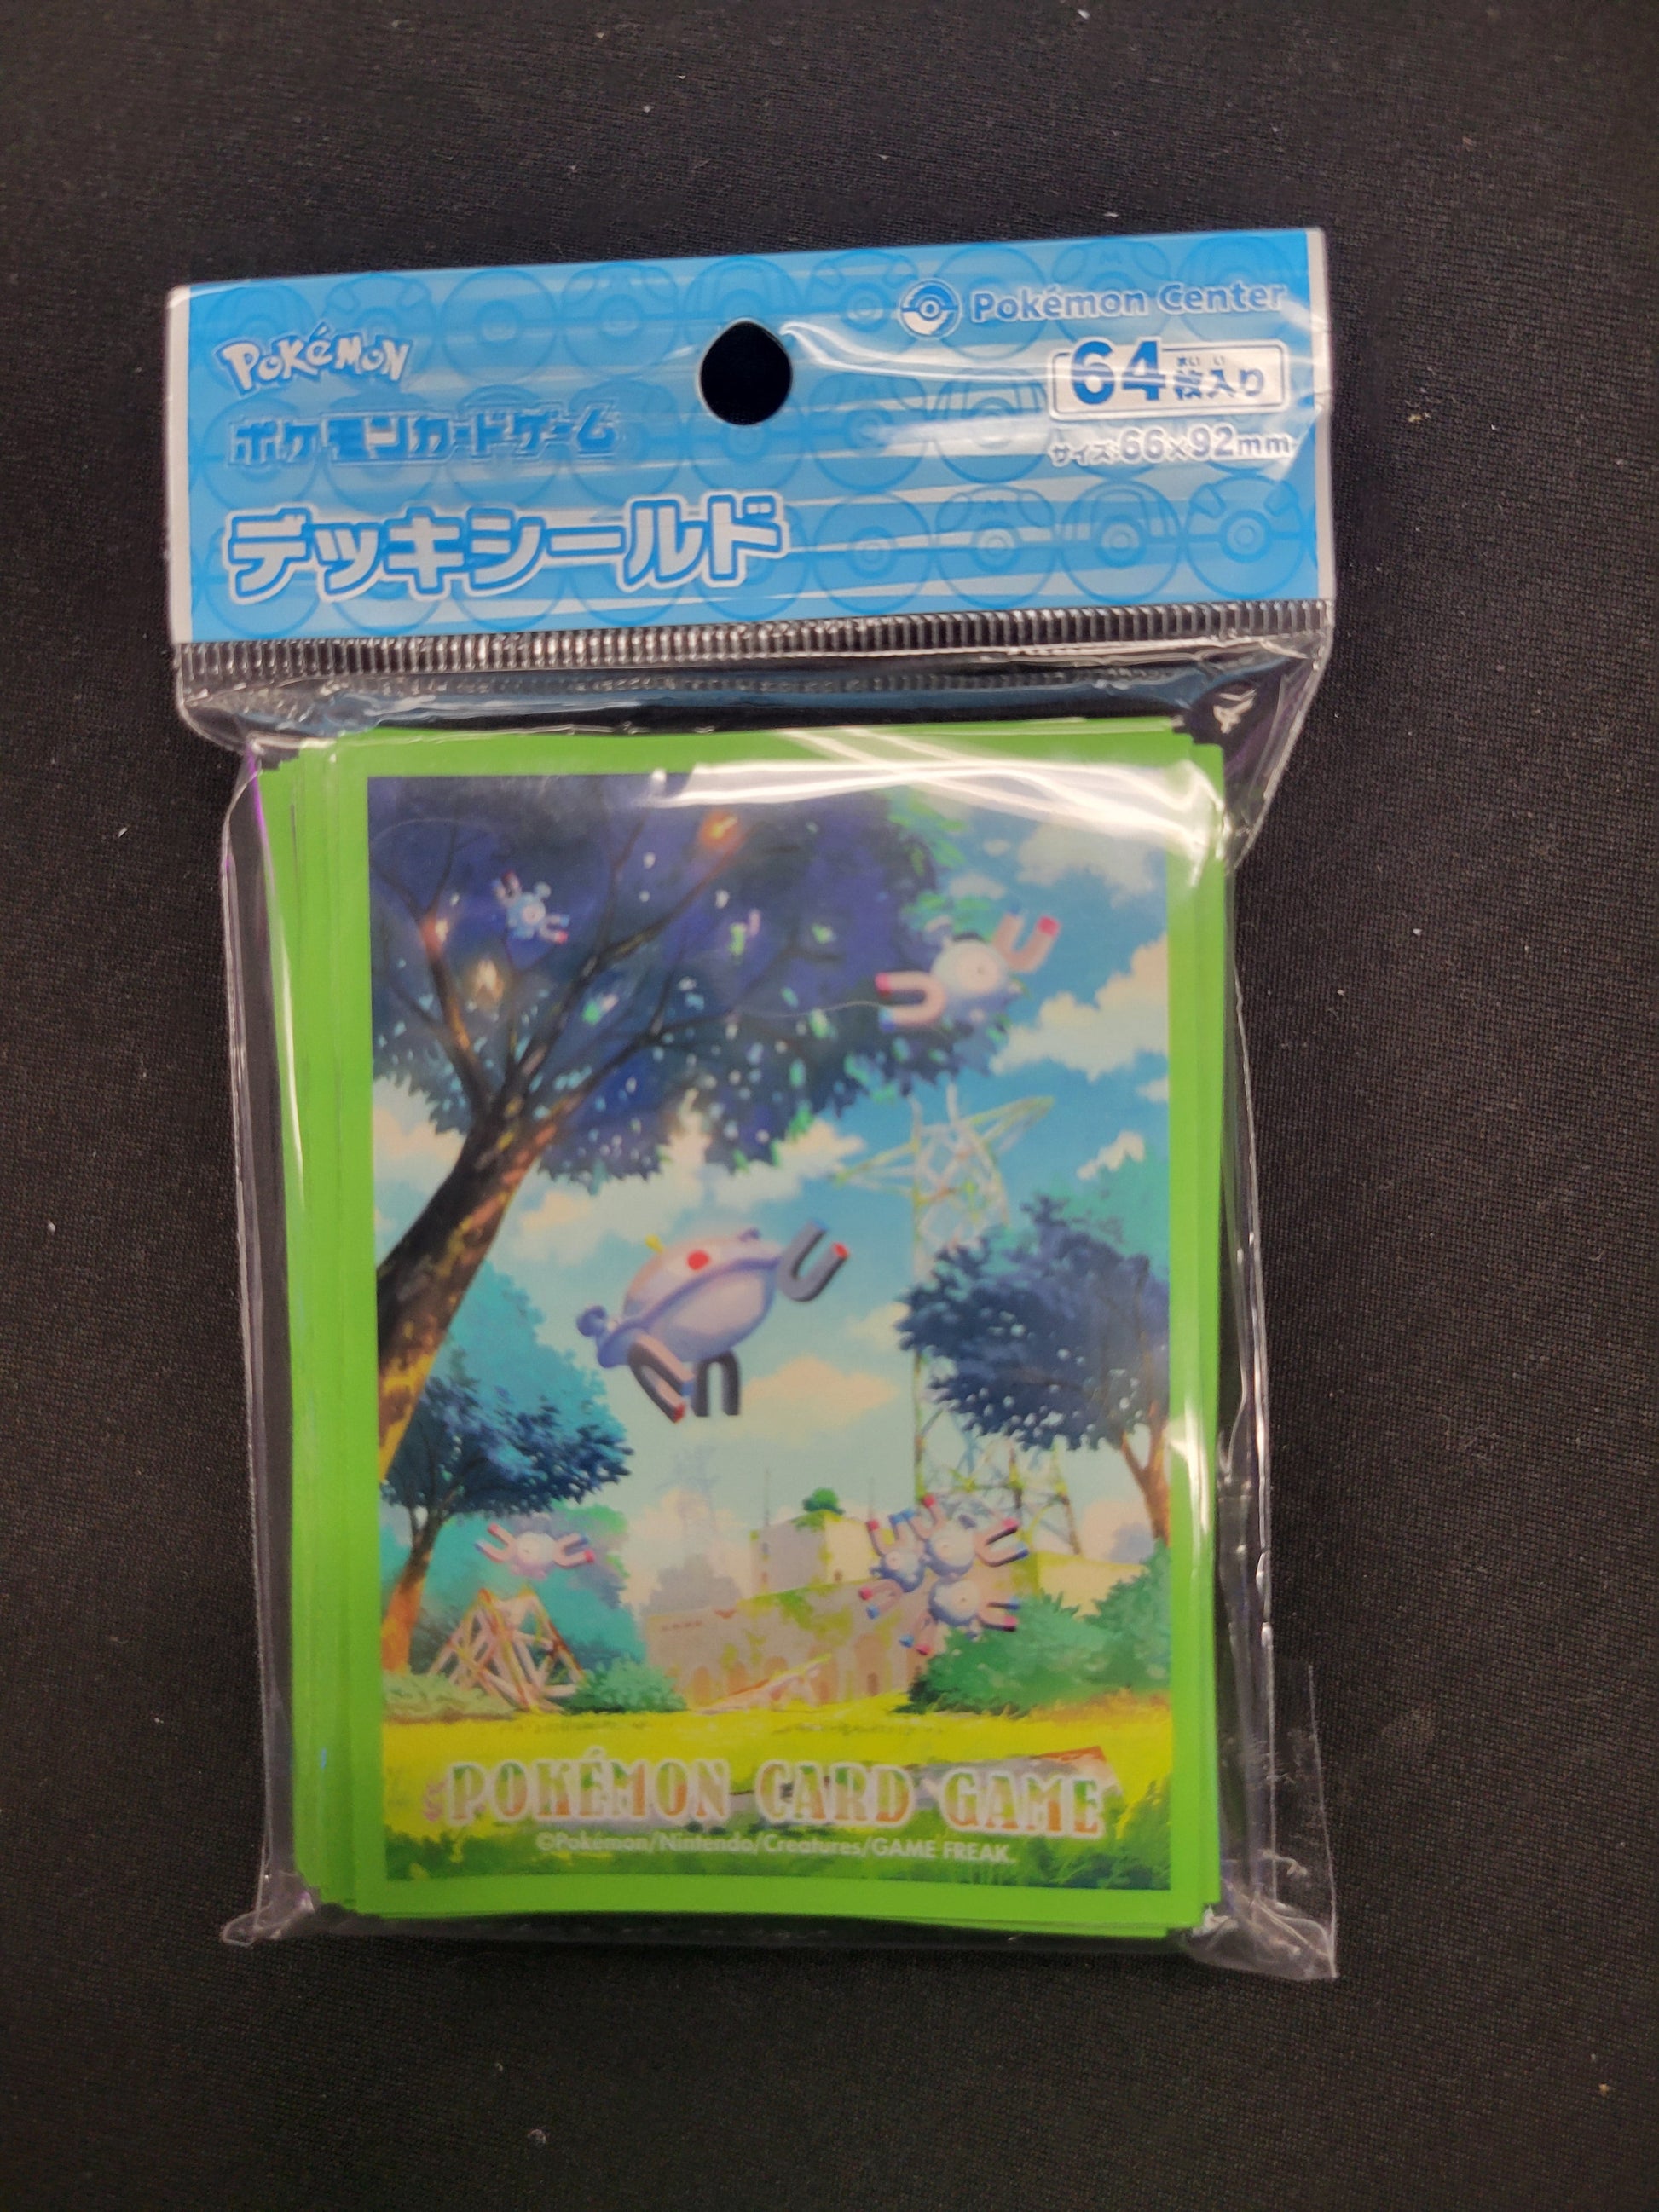 Pokémon Center
POKéMON
64枚入り
まい い
ポケモンカードゲーム
サイズ:66×92mm
デッキシールド
POKÉMON CARD GAME
©Pokémon/Nintendo/Creatures/GAME FREAK.